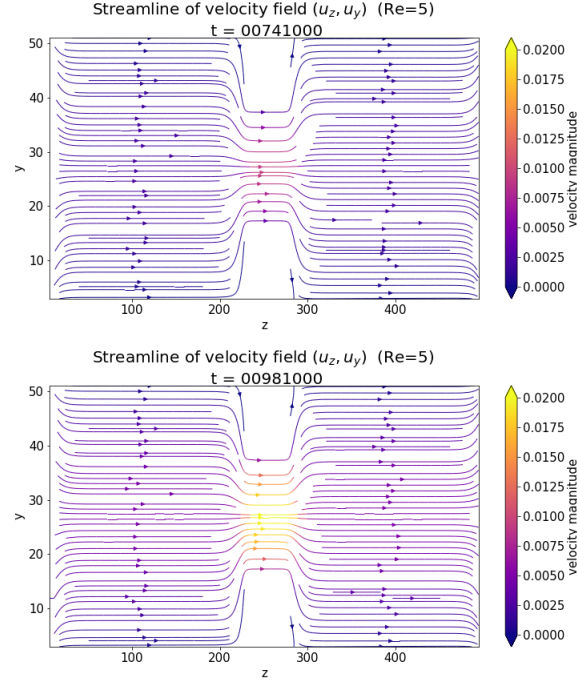 Streamline of velocity field (u_z, u_y) (Re=5)
t = 00741000
50
40
30
20
10
y
100 200 300 400
z
0.0200
0.0175
0.0150
0.0125
0.0100
0.0075
0.0050
0.0025
0.0000
velocity magnitude
Streamline of velocity field (u_z, u_y) (Re=5)
t = 00981000
50
40
30
20
10
y
100 200 300 400
z
0.0200
0.0175
0.0150
0.0125
0.0100
0.0075
0.0050
0.0025
0.0000
velocity magnitude